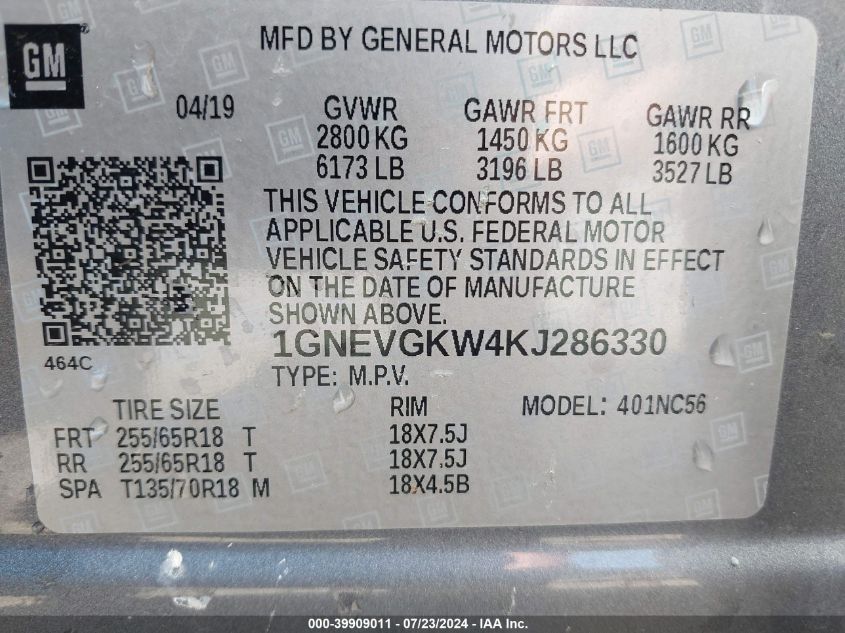 GM
MFD BY GENERAL MOTORS LLC
04/19 GVWR GAWR FRT GAWR RR
2800 KG 1450 KG 1600 KG
6173 LB 3196 LB 3527 LB
THIS VEHICLE CONFORMS TO ALL
APPLICABLE U.S. FEDERAL MOTOR
VEHICLE SAFETY STANDARDS IN EFFECT
ON THE DATE OF MANUFACTURE
SHOWN ABOVE.
1GNEVGKW4KJ286330
464C
TYPE: M.P.V.
TIRE SIZE RIM MODEL: 401NC56
FRT 255/65R18 T 18X7.5J
RR 255/65R18 T 18X7.5J
SPA T135/70R18 M 18X4.5B
000-39909011 - 07/23/2024 - IAA Inc.